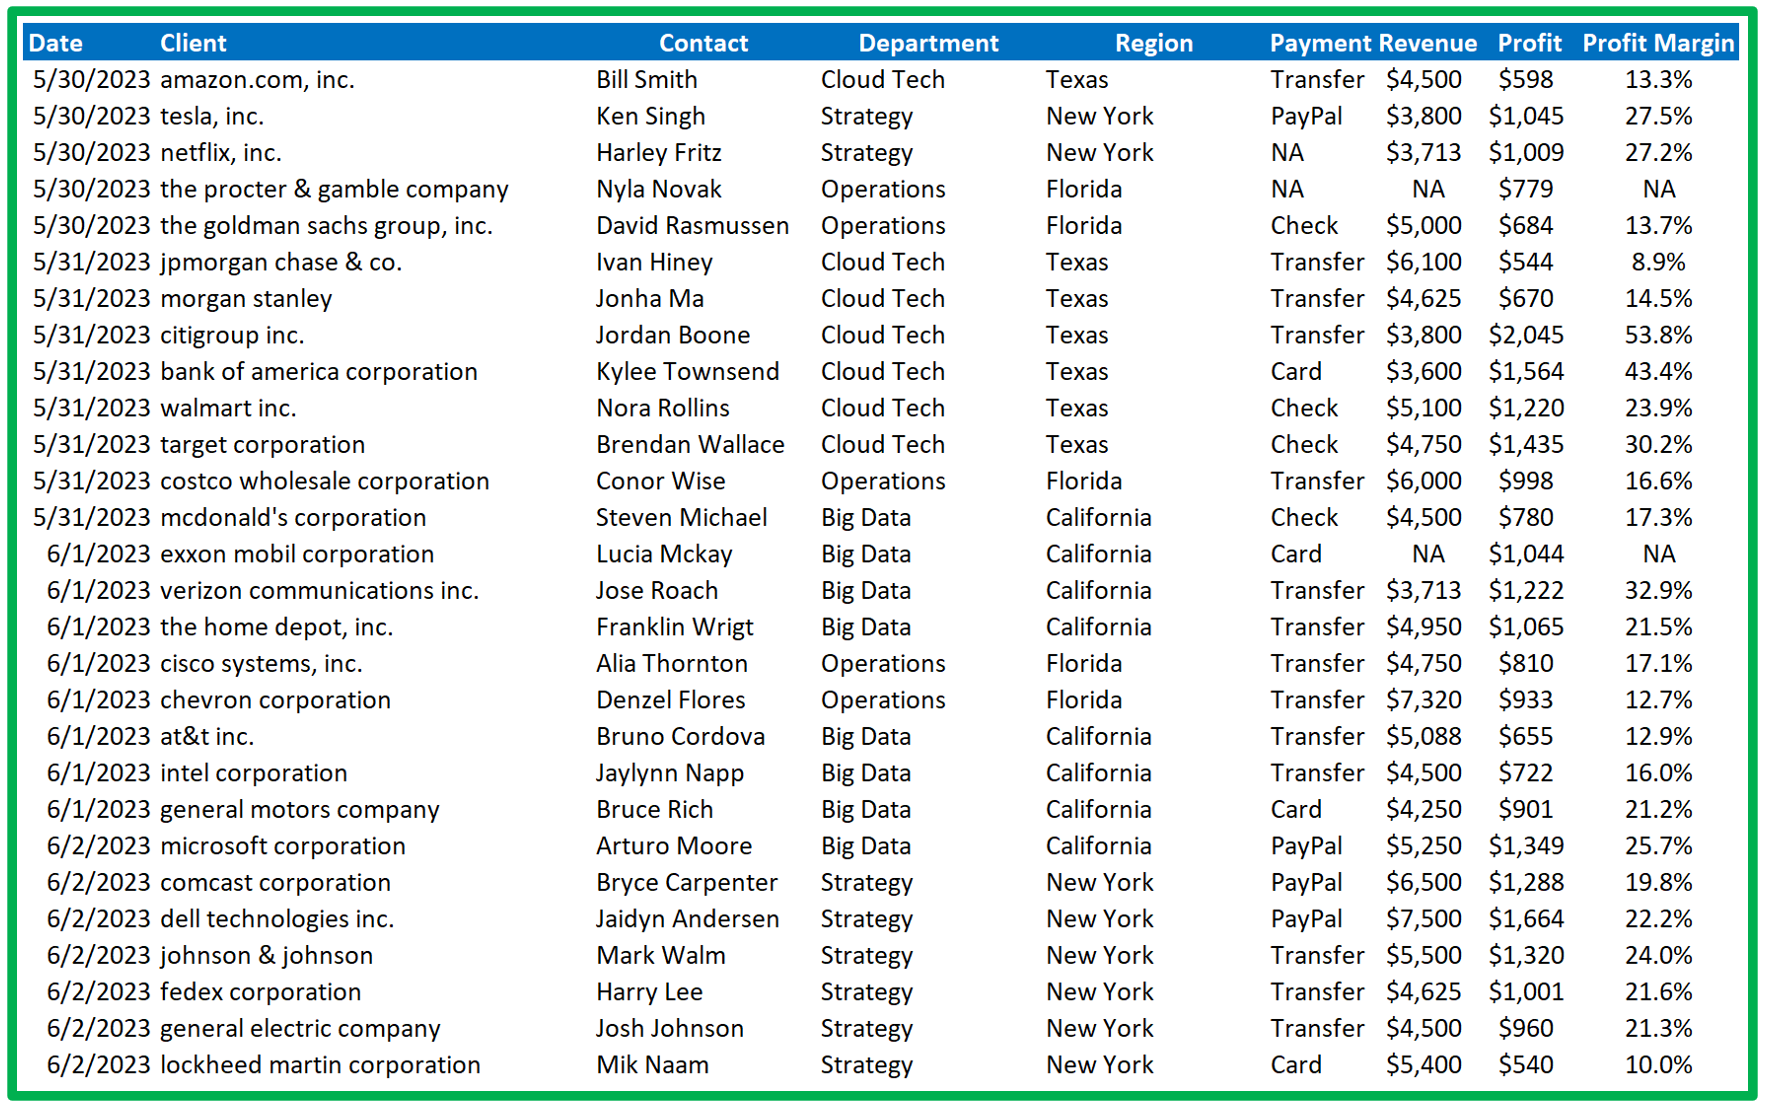 Date Client Contact Department Region Payment Revenue Profit Profit Margin
5/30/2023 amazon.com, inc. Bill Smith Cloud Tech Texas Transfer $4,500 $598 13.3%
5/30/2023 tesla, inc. Ken Singh Strategy New York PayPal $3,800 $1,045 27.5%
5/30/2023 netflix, inc. Harley Fritz Strategy New York NA $3,713 $1,009 27.2%
5/30/2023 the procter & gamble company Nyla Novak Operations Florida NA NA $779 NA
5/30/2023 the goldman sachs group, inc. David Rasmussen Operations Florida Check $5,000 $684 13.7%
5/31/2023 jpmorgan chase & co. Ivan Hiney Cloud Tech Texas Transfer $6,100 $544 8.9%
5/31/2023 morgan stanley Jonha Ma Cloud Tech Texas Transfer $4,625 $670 14.5%
5/31/2023 citigroup inc. Jordan Boone Cloud Tech Texas Transfer $3,800 $2,045 53.8%
5/31/2023 bank of america corporation Kylee Townsend Cloud Tech Texas Card $3,600 $1,564 43.4%
5/31/2023 walmart inc. Nora Rollins Cloud Tech Texas Check $5,100 $1,220 23.9%
5/31/2023 target corporation Brendan Wallace Cloud Tech Texas Check $4,750 $1,435 30.2%
5/31/2023 costco wholesale corporation Conor Wise Operations Florida Transfer $6,000 $998 16.6%
5/31/2023 mcdonald's corporation Steven Michael Big Data California Check $4,500 $780 17.3%
6/1/2023 exxon mobil corporation Lucia Mckay Big Data California Card NA $1,044 NA
6/1/2023 verizon communications inc. Jose Roach Big Data California Transfer $3,713 $1,222 32.9%
6/1/2023 the home depot, inc. Franklin Wrigt Big Data California Transfer $4,950 $1,065 21.5%
6/1/2023 cisco systems, inc. Alia Thornton Operations Florida Transfer $4,750 $810 17.1%
6/1/2023 chevron corporation Denzel Flores Operations Florida Transfer $7,320 $933 12.7%
6/1/2023 at&t inc. Bruno Cordova Big Data California Transfer $5,088 $655 12.9%
6/1/2023 intel corporation Jaylynn Napp Big Data California Transfer $4,500 $722 16.0%
6/1/2023 general motors company Bruce Rich Big Data California Card $4,250 $901 21.2%
6/2/2023 microsoft corporation Arturo Moore Big Data California PayPal $5,250 $1,349 25.7%
6/2/2023 comcast corporation Bryce Carpenter Strategy New York PayPal $6,500 $1,288 19.8%
6/2/2023 dell technologies inc. Jaidyn Andersen Strategy New York PayPal $7,500 $1,664 22.2%
6/2/2023 johnson & johnson Mark Walm Strategy New York Transfer $5,500 $1,320 24.0%
6/2/2023 fedex corporation Harry Lee Strategy New York Transfer $4,625 $1,001 21.6%
6/2/2023 general electric company Josh Johnson Strategy New York Transfer $4,500 $960 21.3%
6/2/2023 lockheed martin corporation Mik Naam Strategy New York Card $5,400 $540 10.0%